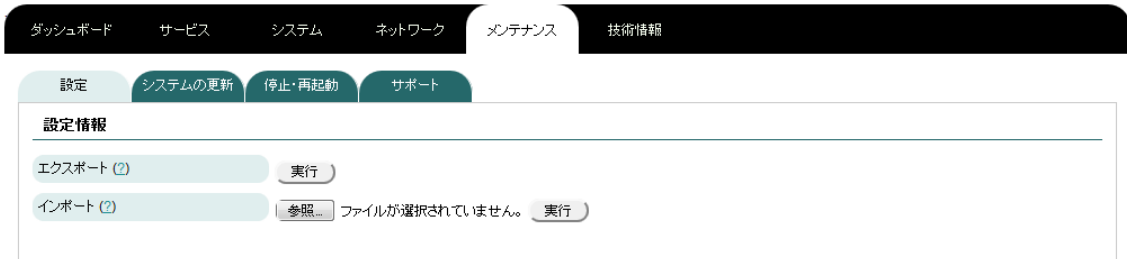 ダッシュボード サービス システム ネットワーク メンテナンス 技術情報
設定 システムの更新 停止・再起動 サポート
設定情報
エクスポート (?) 実行
インポート (?) 参照... ファイルが選択されていません。 実行